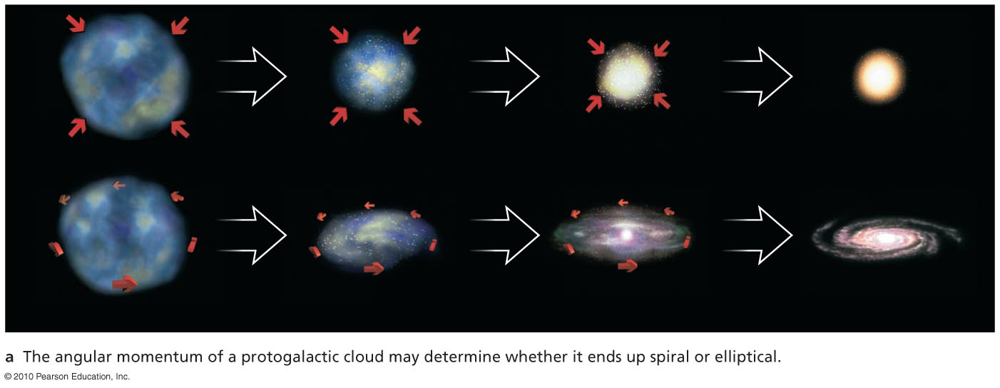 a The angular momentum of a protogalactic cloud may determine whether it ends up spiral or elliptical.
© 2010 Pearson Education, Inc.